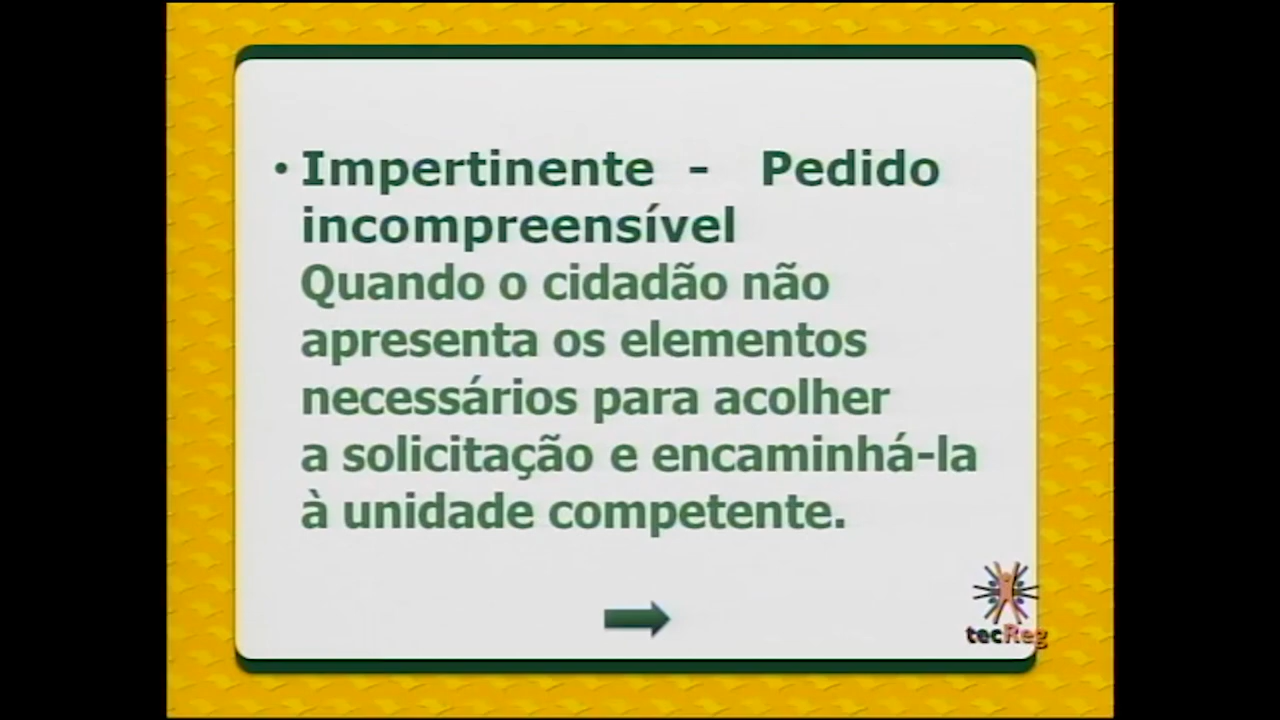 • Impertinente - Pedido
incompreensível
Quando o cidadão não
apresenta os elementos
necessários para acolher
a solicitação e encaminhá-la
à unidade competente.
tecReg